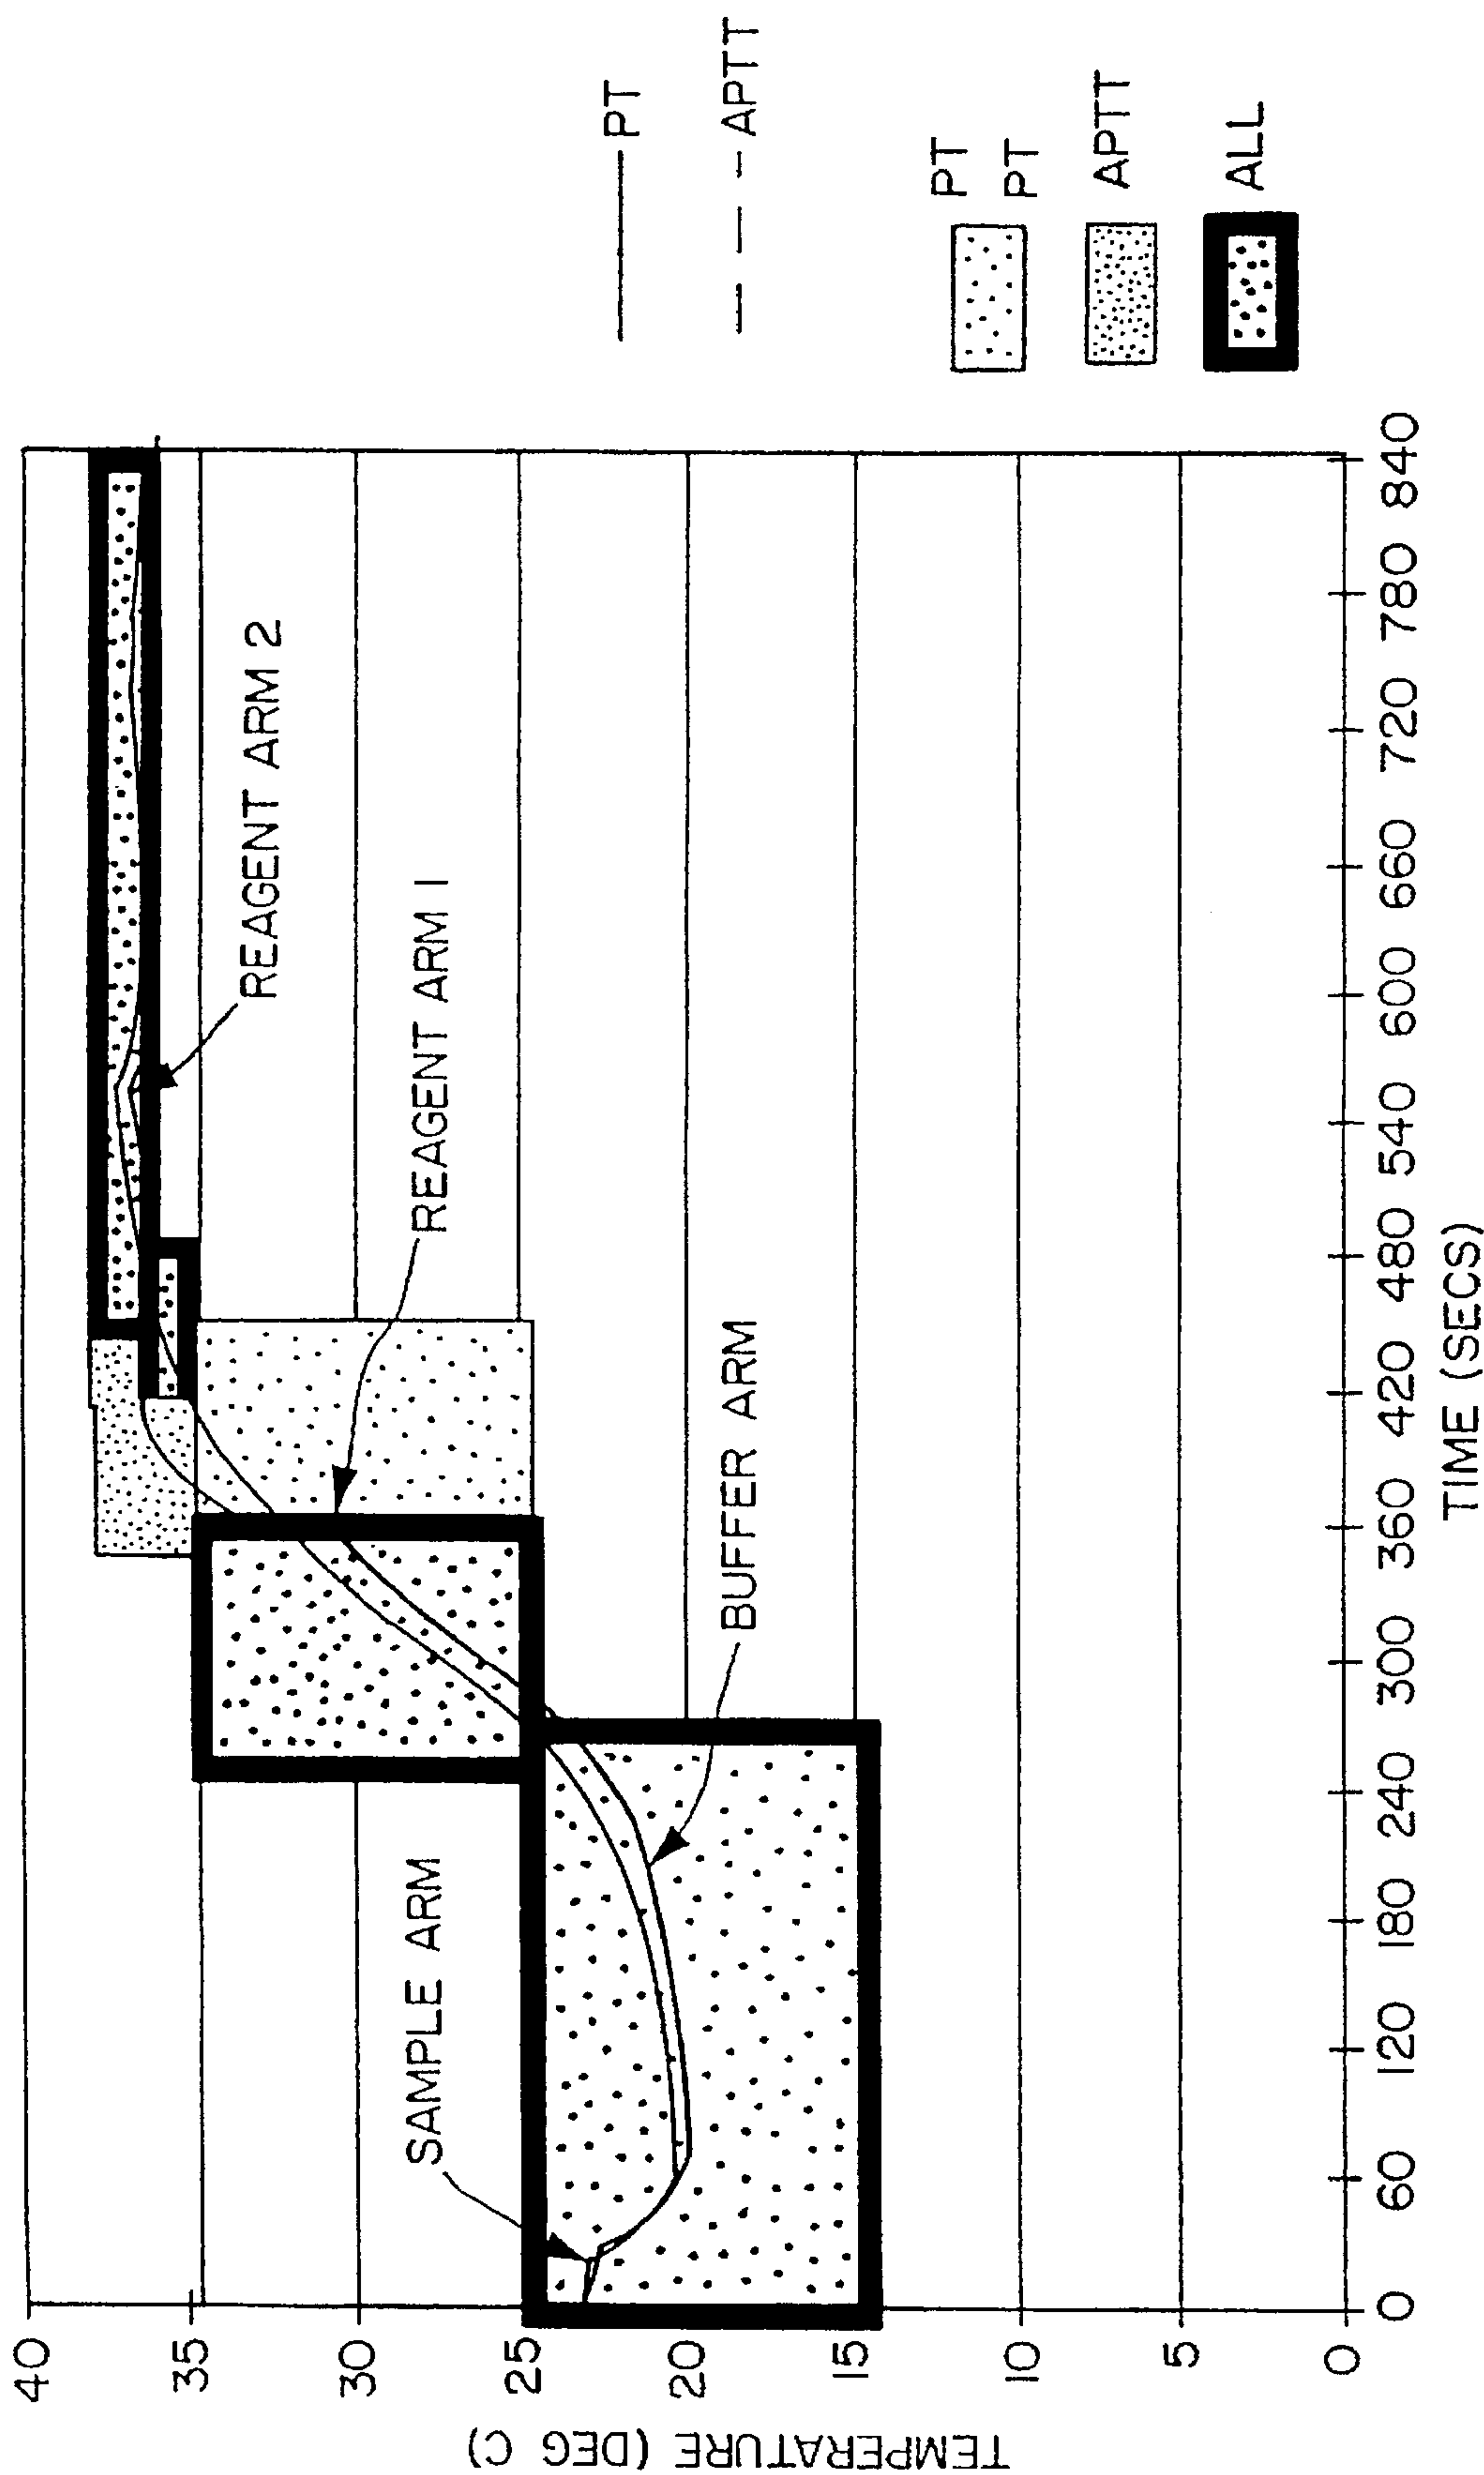 TEMPERATURE (DEG C)
40
35
30
25
20
15
10
5
0
0 60 120 180 240 300 360 420 480 540 600 660 720 780 840
TIME (SECS)
SAMPLE ARM
BUFFER ARM
REAGENT ARM 1
REAGENT ARM 2
PT
APTT
PT
PT
APTT
ALL